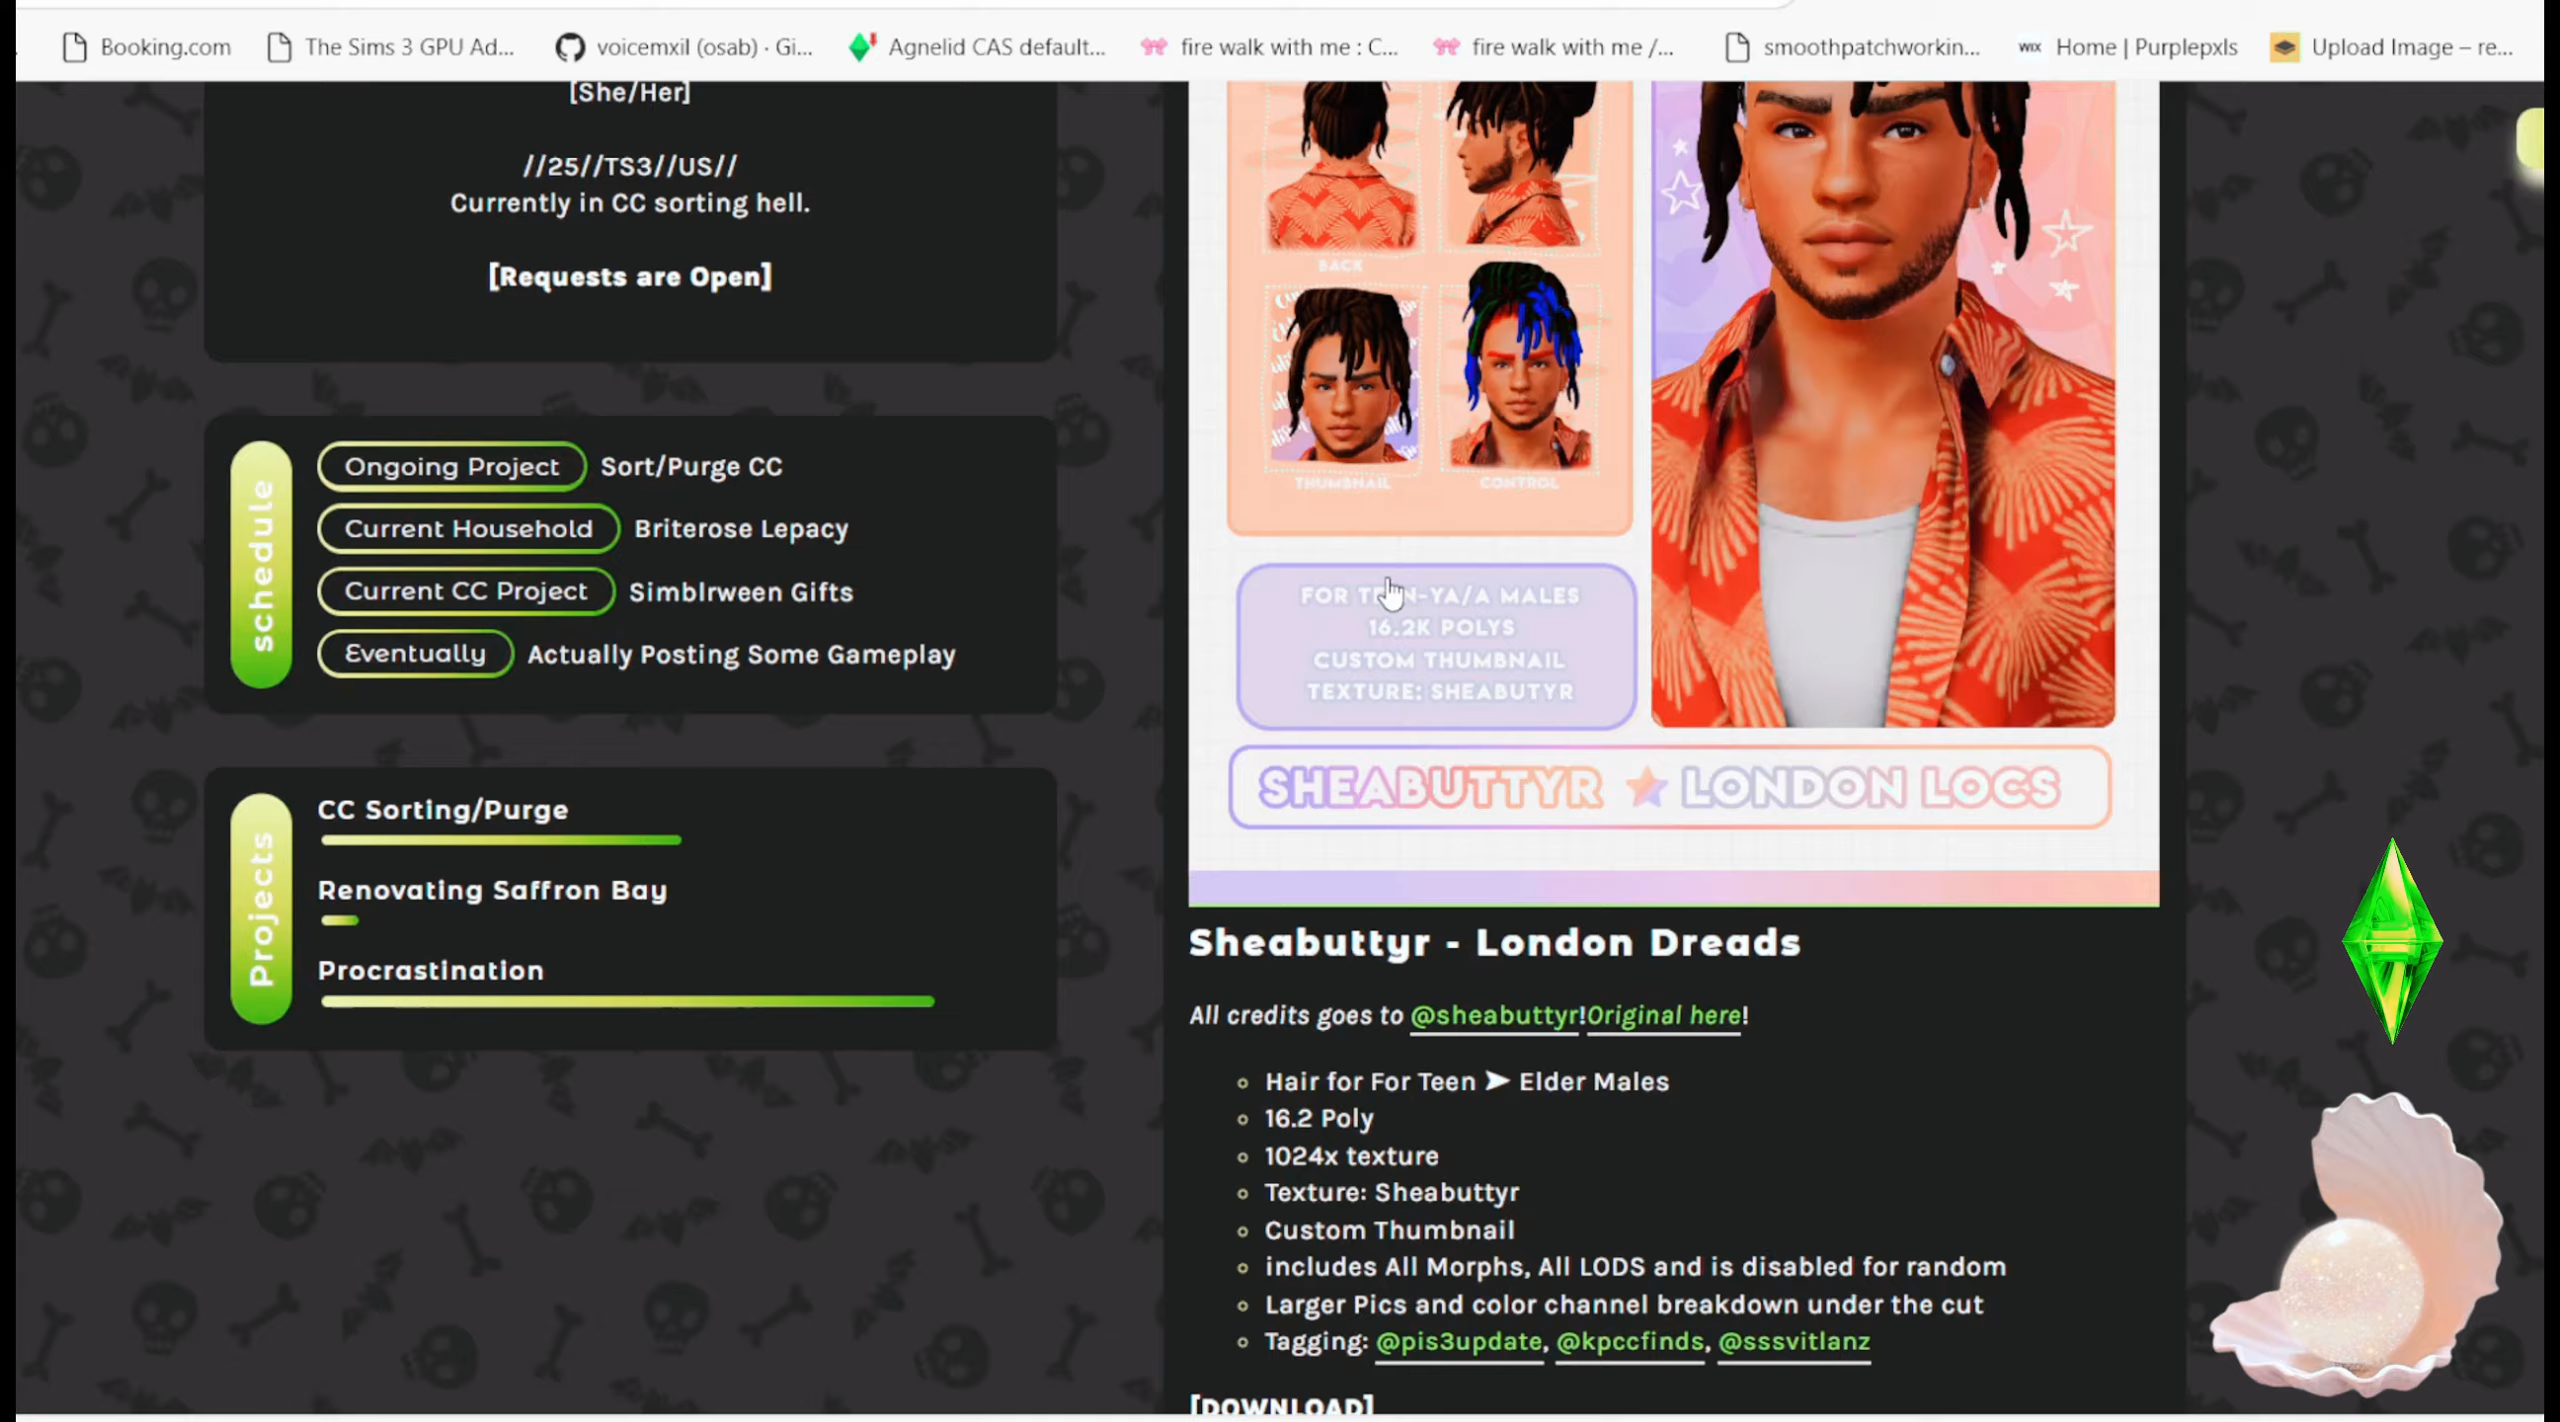 Booking.com
The Sims 3 GPU Ad...
voicemxil (osab) · Gi...
Agnelid CAS default...
fire walk with me : C...
fire walk with me /...
smoothpatchworkin...
WIX Home | Purplepxls
Upload Image – re...
[She/Her]
//25//TS3//US//
Currently in CC sorting hell.
[Requests are Open]
schedule
Ongoing Project Sort/Purge CC
Current Household Briterose Lepacy
Current CC Project Simblrween Gifts
Eventually Actually Posting Some Gameplay
Projects
CC Sorting/Purge
Renovating Saffron Bay
Procrastination
BACK
THUMBNAIL
CONTROL
FOR TEEN-YA/A MALES
16.2K POLYS
CUSTOM THUMBNAIL
TEXTURE: SHEABUTYR
SHEABUTTYR LONDON LOCS
Sheabuttyr - London Dreads
All credits goes to @sheabuttyr!Original here!
Hair for For Teen ➤ Elder Males
16.2 Poly
1024x texture
Texture: Sheabuttyr
Custom Thumbnail
includes All Morphs, All LODS and is disabled for random
Larger Pics and color channel breakdown under the cut
Tagging: @pis3update, @kpccfinds, @sssvitlanz
[DOWNLOAD]